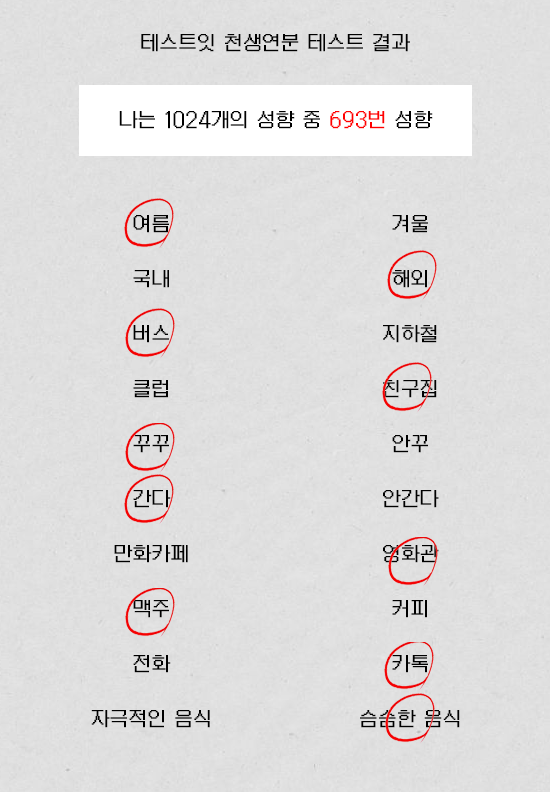 테스트잇 천생연분 테스트 결과
나는 1024개의 성향 중 693번 성향
여름 겨울
국내 해외
버스 지하철
클럽 친구집
꾸꾸 안꾸
간다 안간다
만화카페 영화관
맥주 커피
전화 카톡
자극적인 음식 슴슴한 음식